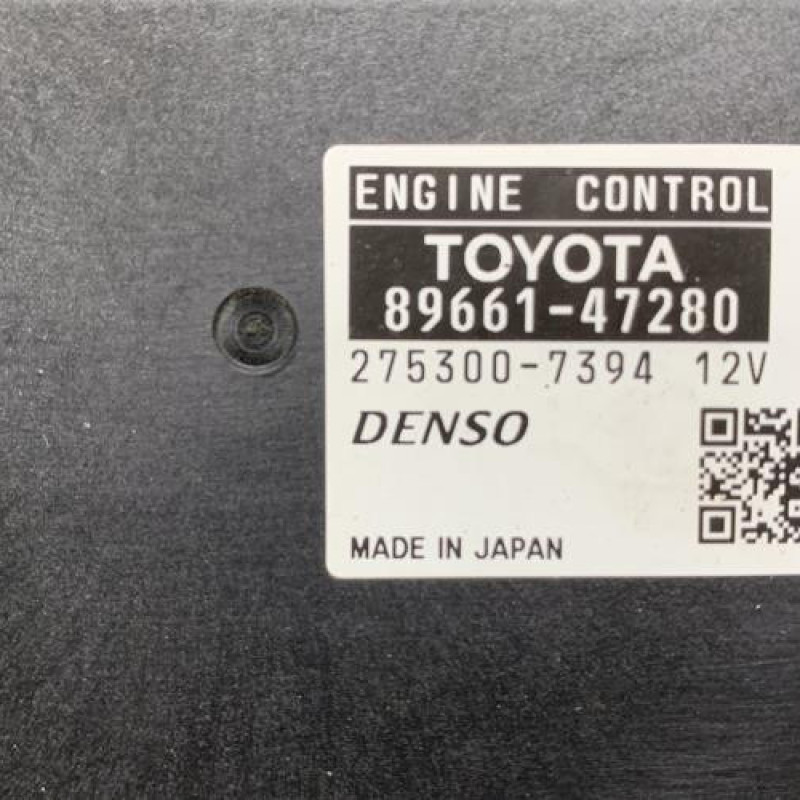 ENGINE CONTROL
TOYOTA
89661-47280
275300-7394 12V
DENSO
MADE IN JAPAN